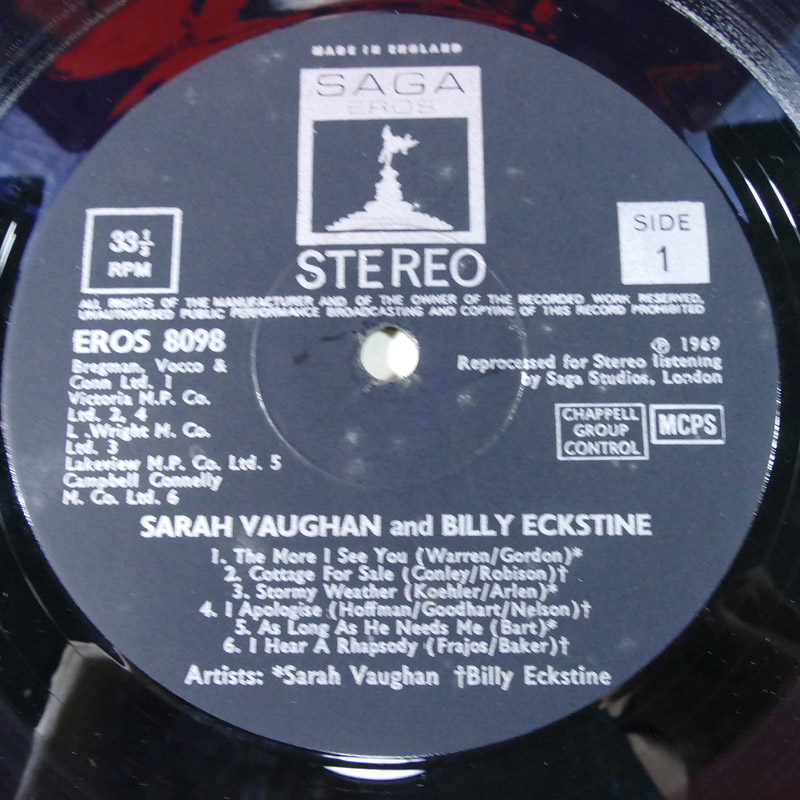 MADE IN ENGLAND
SAGA
EROS
STEREO
33 1/2
RPM
SIDE
1
ALL RIGHTS OF THE MANUFACTURER AND OF THE OWNER OF THE RECORDED WORK RESERVED.
UNAUTHORISED PUBLIC PERFORMANCE BROADCASTING AND COPYING OF THIS RECORD PROHIBITED
EROS 8098
Bregman, Vocco &
Conn Ltd. 1
Victoria M.P. Co.
Ltd. 2, 4
L .Wright M. Co.
Ltd. 3
Lakeview M.P. Co. Ltd. 5
Campbell Connelly
M. Co. Ltd. 6
℗ 1969
Reprocessed for Stereo listening
by Saga Studios, London
CHAPPELL
GROUP
CONTROL
MCPS
SARAH VAUGHAN and BILLY ECKSTINE
1. The More I See You (Warren/Gordon)*
2. Cottage For Sale (Conley/Robison)†
3. Stormy Weather (Koehler/Arlen)*
4. I Apologise (Hoffman/Goodhart/Nelson)†
5. As Long As He Needs Me (Bart)*
6. I Hear A Rhapsody (Frajos/Baker)†
Artists: *Sarah Vaughan †Billy Eckstine